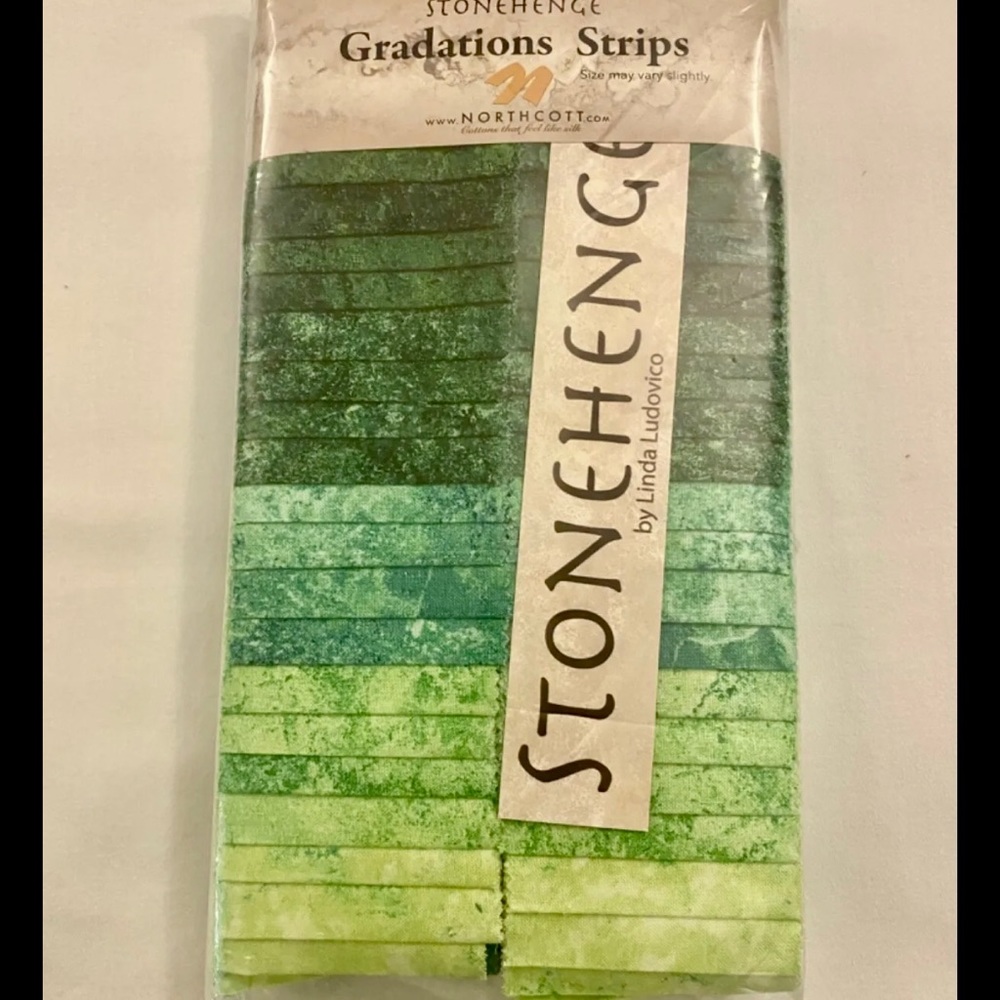 STONEHENGE
Gradations Strips
Size may vary slightly
www.NORTHCOTT.COM
Cottons that feel like silk
STONEHENGE
by Linda Ludovico